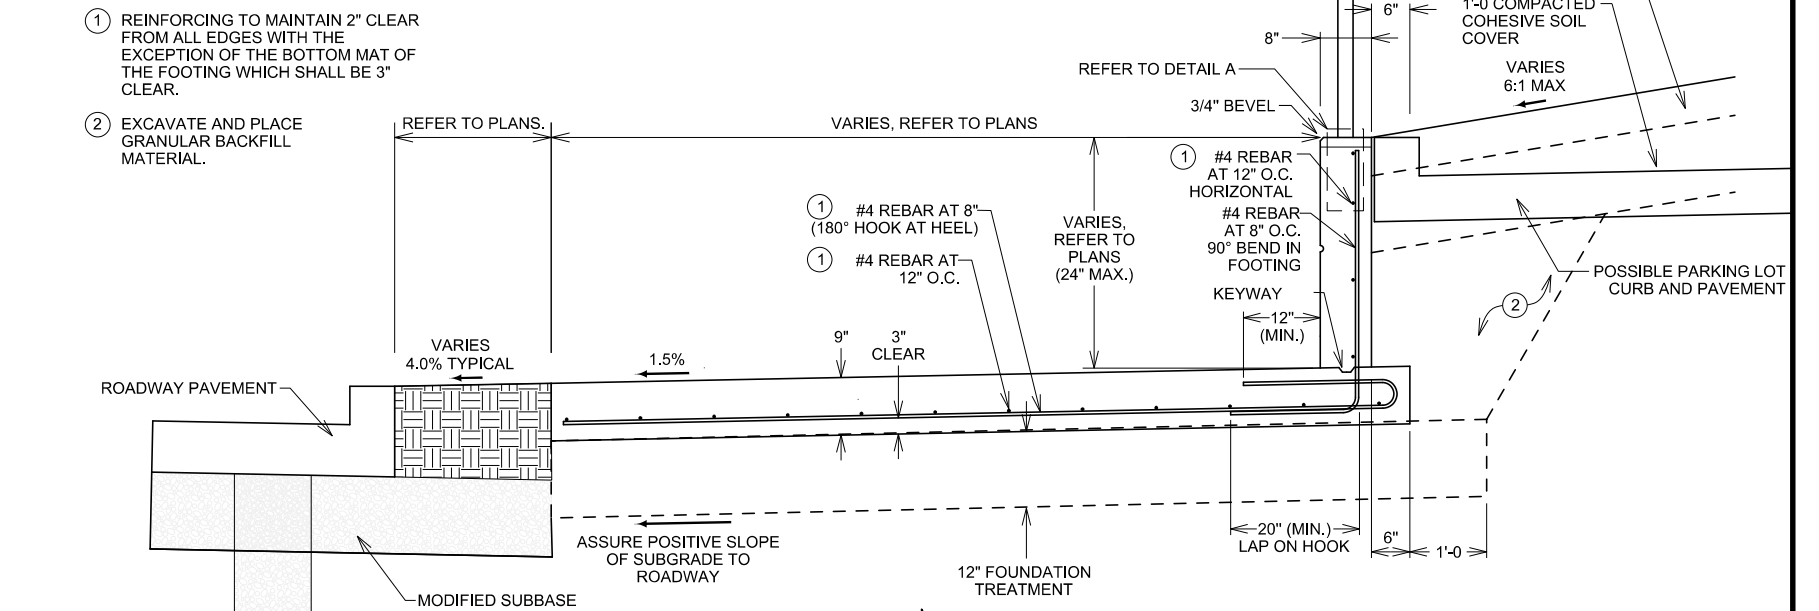 1 REINFORCING TO MAINTAIN 2" CLEAR
FROM ALL EDGES WITH THE
EXCEPTION OF THE BOTTOM MAT OF
THE FOOTING WHICH SHALL BE 3"
CLEAR.
2 EXCAVATE AND PLACE
GRANULAR BACKFILL
MATERIAL.
REFER TO PLANS.
VARIES, REFER TO PLANS
6"
8"
1'-0 COMPACTED
COHESIVE SOIL
COVER
REFER TO DETAIL A
3/4" BEVEL
VARIES
6:1 MAX
1 #4 REBAR
AT 12" O.C.
HORIZONTAL
#4 REBAR
AT 8" O.C.
90° BEND IN
FOOTING
KEYWAY
12"
(MIN.)
1 #4 REBAR AT 8"
(180° HOOK AT HEEL)
1 #4 REBAR AT
12" O.C.
VARIES,
REFER TO
PLANS
(24" MAX.)
POSSIBLE PARKING LOT
CURB AND PAVEMENT
2
VARIES
4.0% TYPICAL
1.5%
9"
3"
CLEAR
ROADWAY PAVEMENT
ASSURE POSITIVE SLOPE
OF SUBGRADE TO
ROADWAY
12" FOUNDATION
TREATMENT
20" (MIN.)
LAP ON HOOK
6"
1'-0
MODIFIED SUBBASE